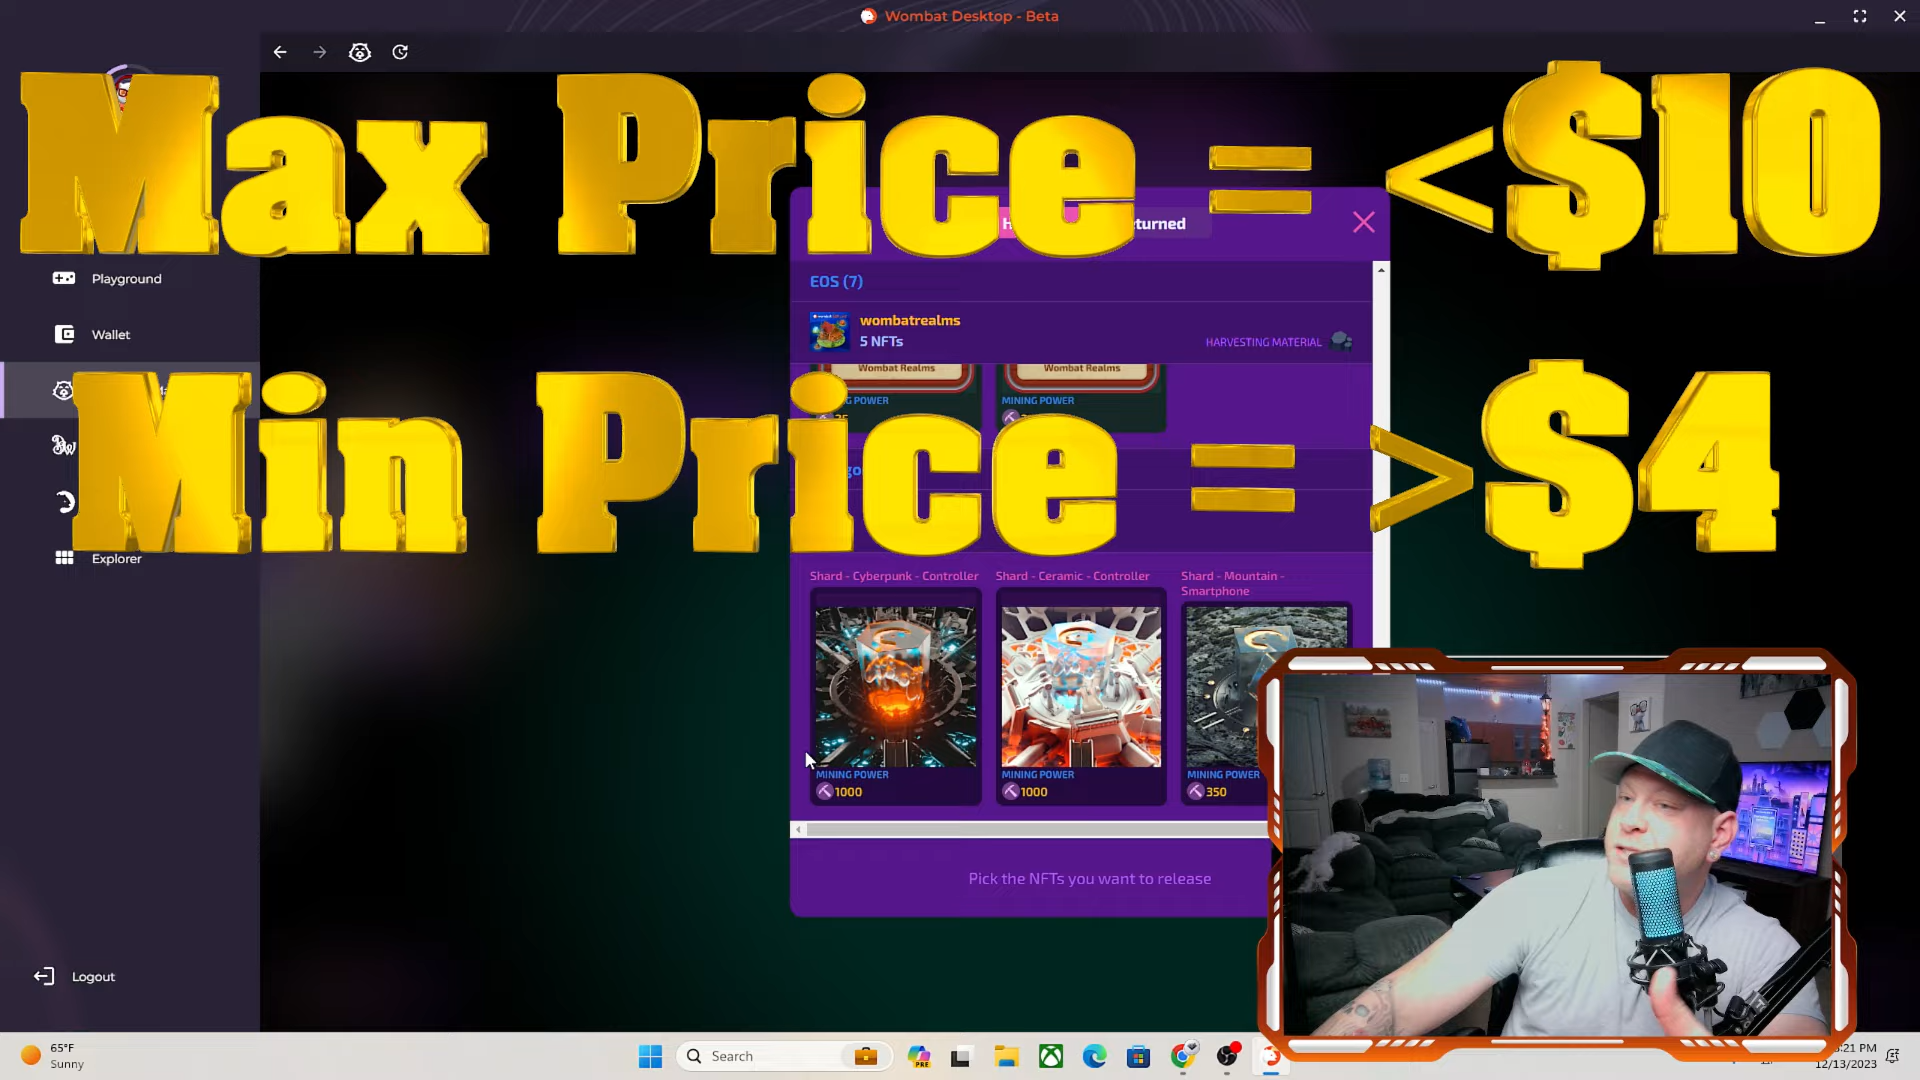 Wombat Desktop - Beta
Max Price = <$10
turned
Playground
EOS (7)
wombatrealms
5 NFTs
HARVESTING MATERIAL
Wallet
Wombat Realms
Wombat Realms
POWER
MINING POWER
Min Price = >$4
Explorer
Shard - Cyberpunk - Controller
Shard - Ceramic - Controller
Shard - Mountain -
Smartphone
MINING POWER
1000
MINING POWER
1000
MINING POWER
350
Pick the NFTs you want to release
Logout
65°F
Sunny
Search
PRE
:21 PM
12/13/2023